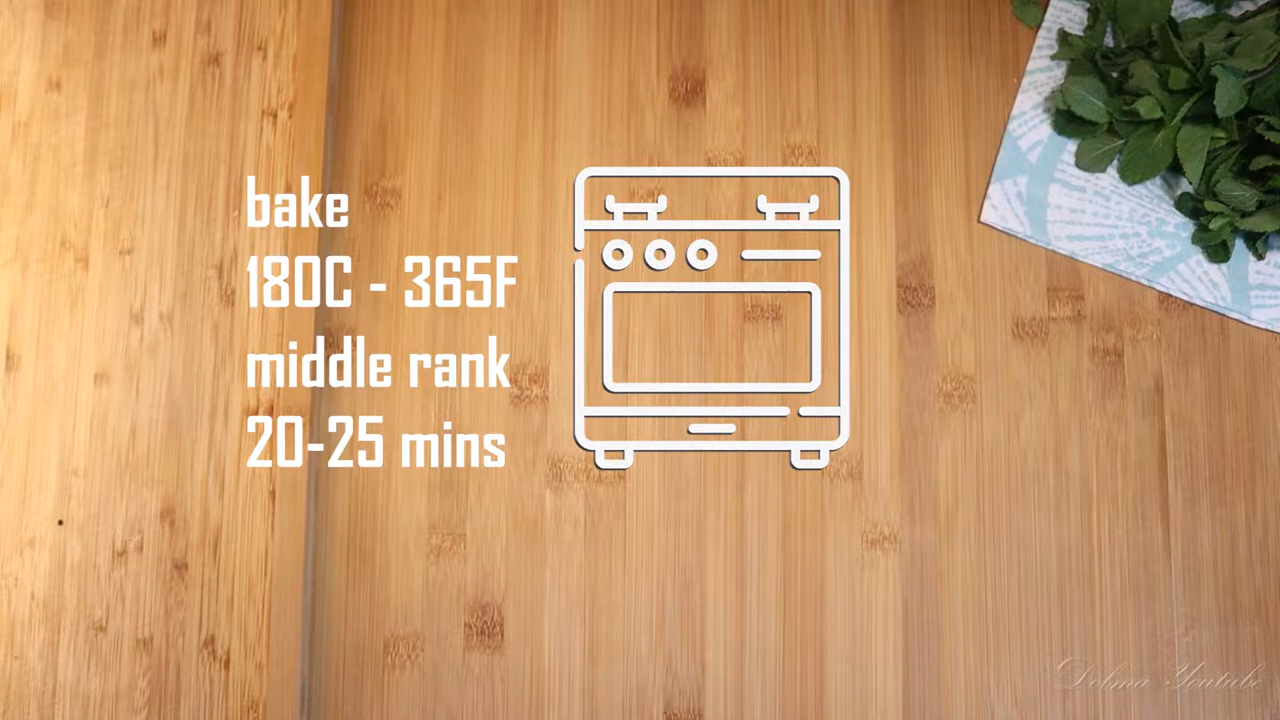 bake
180C - 365F
middle rank
20-25 mins
Dolma Youtube